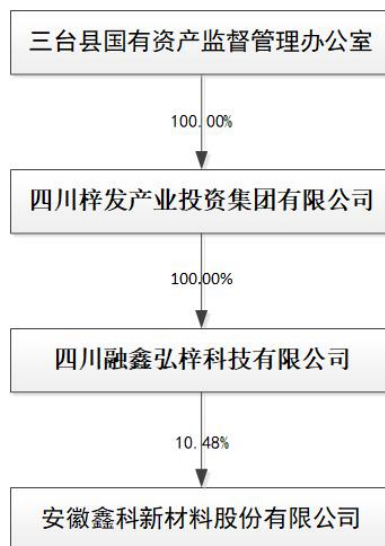 三台县国有资产监督管理办公室
100.00%
四川梓发产业投资集团有限公司
100.00%
四川融鑫弘梓科技有限公司
10.48%
安徽鑫科新材料股份有限公司